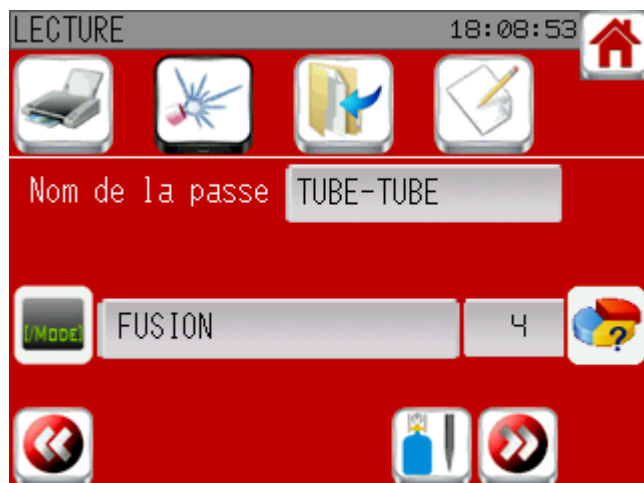 LECTURE 18:08:53
Nom de la passe TUBE-TUBE
[/MODE] FUSION 4 ?